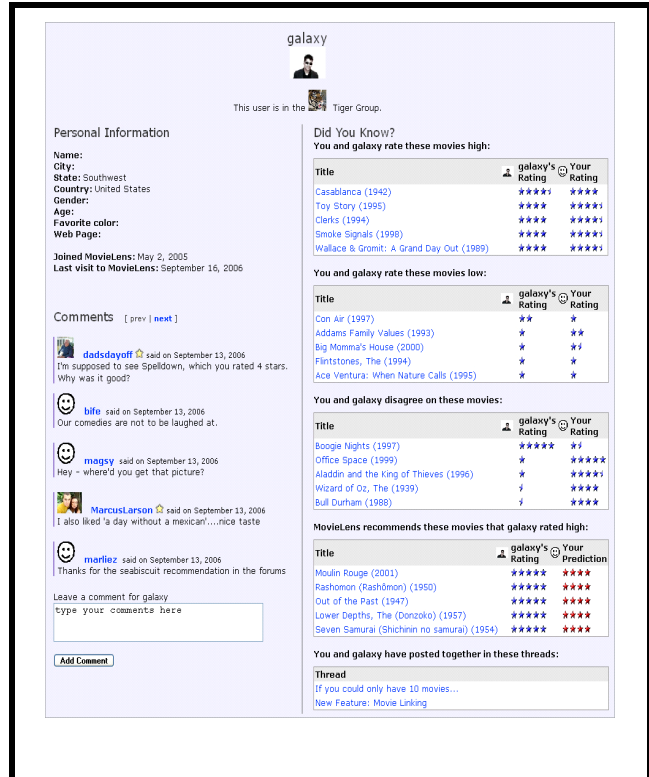 galaxy
This user is in the Tiger Group.
Personal Information
Name:
City:
State: Southwest
Country: United States
Gender:
Age:
Favorite color:
Web Page:
Joined MovieLens: May 2, 2005
Last visit to MovieLens: September 16, 2006
Comments [ prev | next ]
dadsdayoff said on September 13, 2006
I'm supposed to see Spelldown, which you rated 4 stars.
Why was it good?
bife said on September 13, 2006
Our comedies are not to be laughed at.
magsy said on September 13, 2006
Hey - where'd you get that picture?
MarcusLarson said on September 13, 2006
I also liked 'a day without a mexican'....nice taste
marliez said on September 13, 2006
Thanks for the seabiscuit recommendation in the forums
Leave a comment for galaxy
type your comments here
Add Comment
Did You Know?
You and galaxy rate these movies high:
Title galaxy's Rating Your Rating
Casablanca (1942)
Toy Story (1995)
Clerks (1994)
Smoke Signals (1998)
Wallace & Gromit: A Grand Day Out (1989)
You and galaxy rate these movies low:
Title galaxy's Rating Your Rating
Con Air (1997)
Addams Family Values (1993)
Big Momma's House (2000)
Flintstones, The (1994)
Ace Ventura: When Nature Calls (1995)
You and galaxy disagree on these movies:
Title galaxy's Rating Your Rating
Boogie Nights (1997)
Office Space (1999)
Aladdin and the King of Thieves (1996)
Wizard of Oz, The (1939)
Bull Durham (1988)
MovieLens recommends these movies that galaxy rated high:
Title galaxy's Rating Your Prediction
Moulin Rouge (2001)
Rashomon (Rashômon) (1950)
Out of the Past (1947)
Lower Depths, The (Donzoko) (1957)
Seven Samurai (Shichinin no samurai) (1954)
You and galaxy have posted together in these threads:
Thread
If you could only have 10 movies...
New Feature: Movie Linking